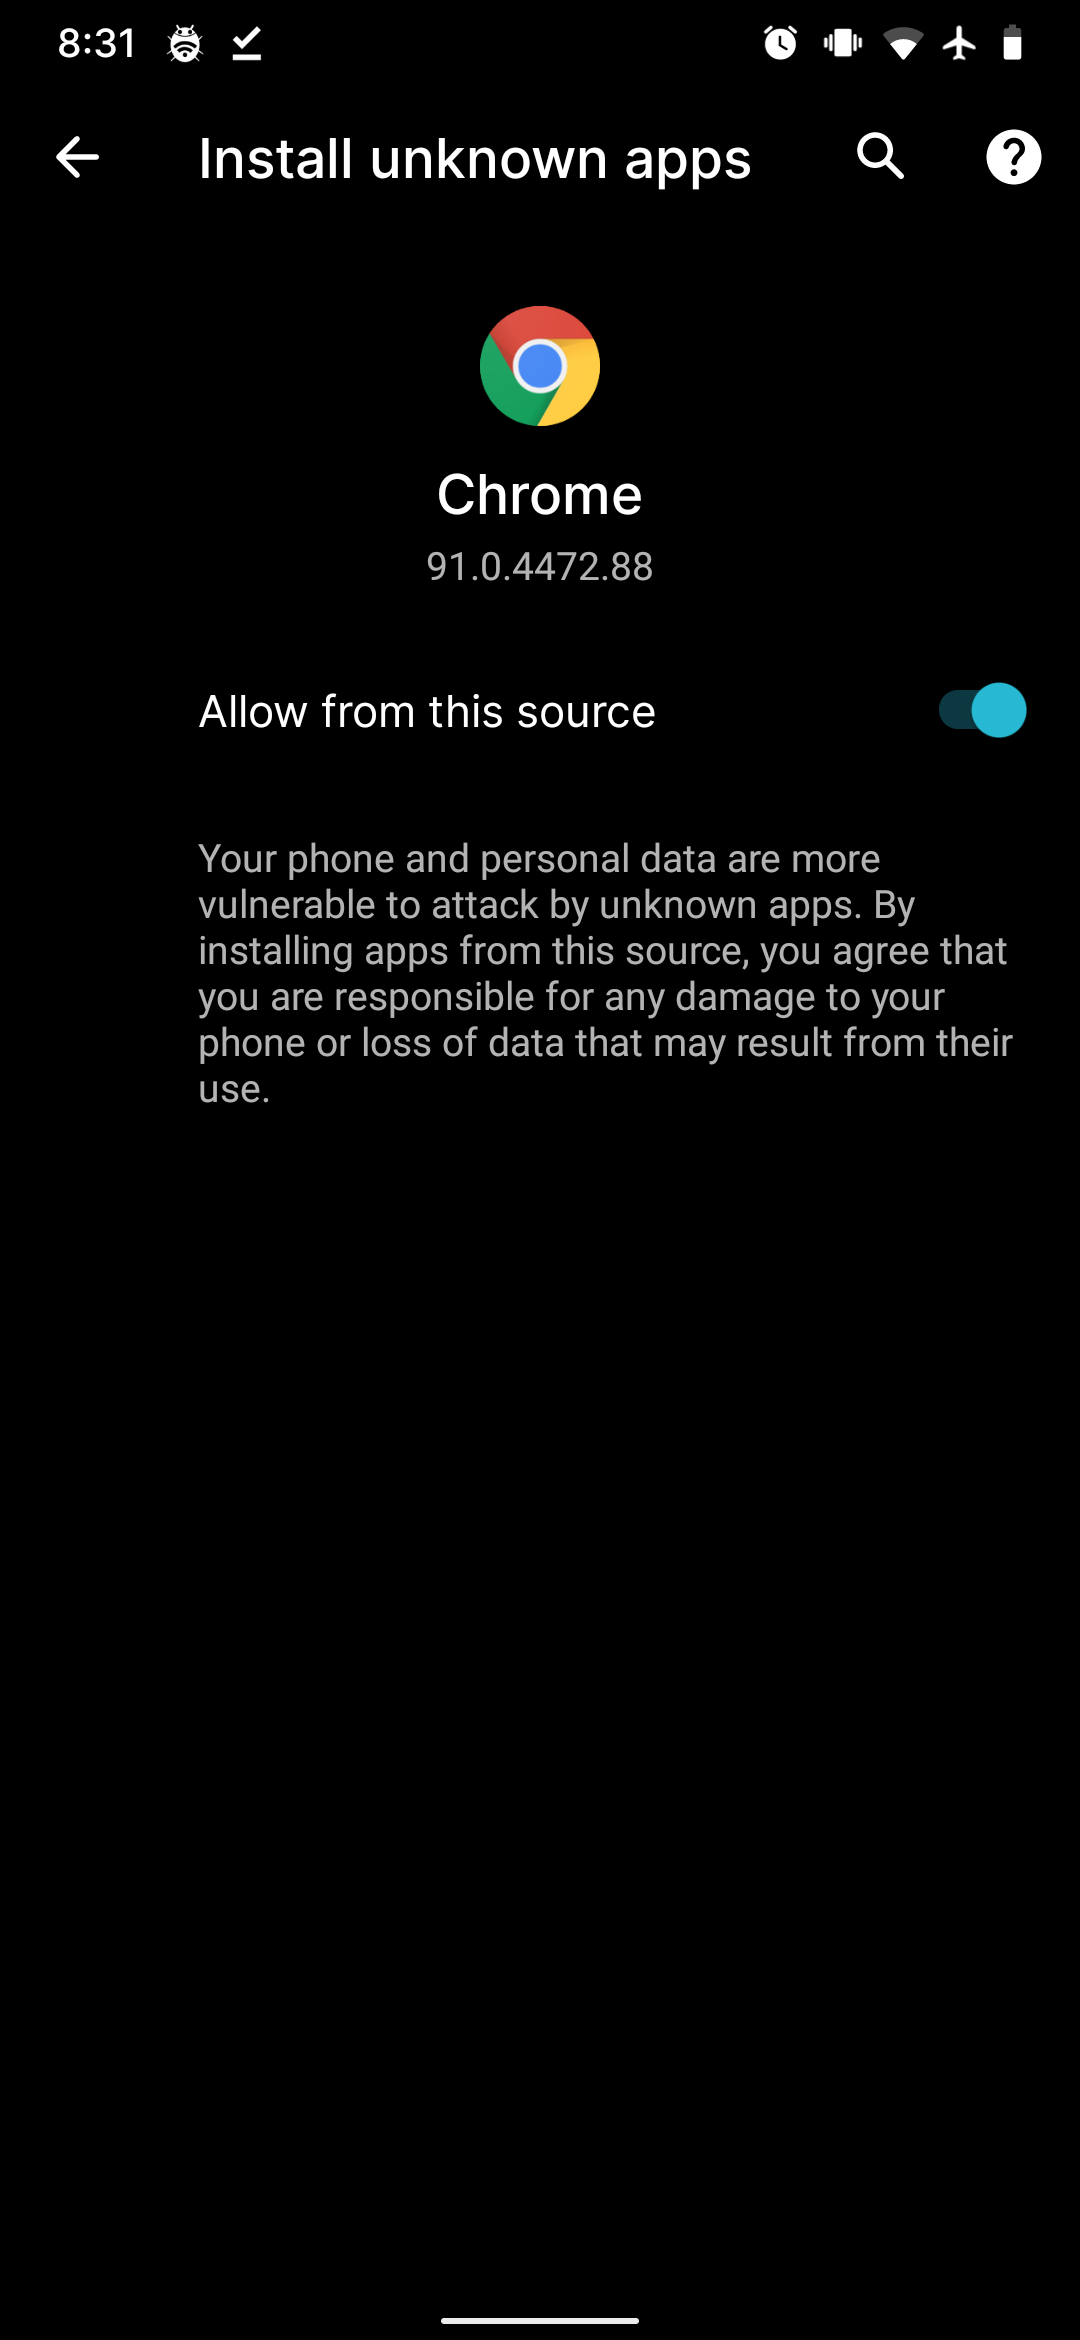 8:31
Install unknown apps
Chrome
91.0.4472.88
Allow from this source
Your phone and personal data are more
vulnerable to attack by unknown apps. By
installing apps from this source, you agree that
you are responsible for any damage to your
phone or loss of data that may result from their
use.